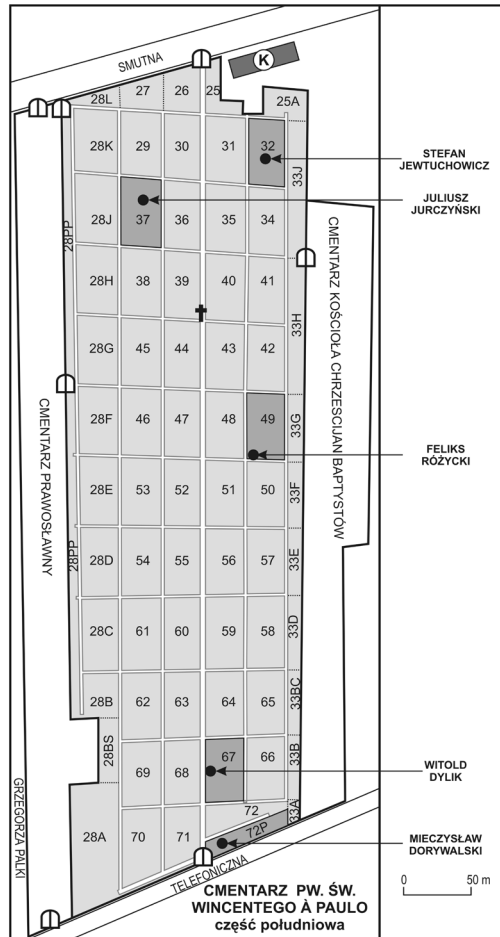 SMUTNA
K
28L
27
26
25
25A
28K
29
30
31
32
33J
STEFAN
JEWTUCHOWICZ
JULIUSZ
JURCZYŃSKI
28PP
28J
37
36
35
34
28H
38
39
40
41
33H
CMENTARZ KOŚCIOŁA CHRZESCIJAN BAPTYSTÓW
28G
45
44
43
42
CMENTARZ PRAWOSŁAWNY
28F
46
47
48
49
33G
FELIKS
RÓŻYCKI
28E
53
52
51
50
33F
28PP
28D
54
55
56
57
33E
28C
61
60
59
58
33D
28B
62
63
64
65
33BC
28BS
69
68
67
66
33B
WITOLD
DYLIK
GRZEGORZA PALKI
28A
70
71
72
72P
33A
MIECZYSŁAW
DORYWALSKI
TELEFONICZNA
CMENTARZ PW. ŚW.
WINCENTEGO À PAULO
część południowa
0 50 m